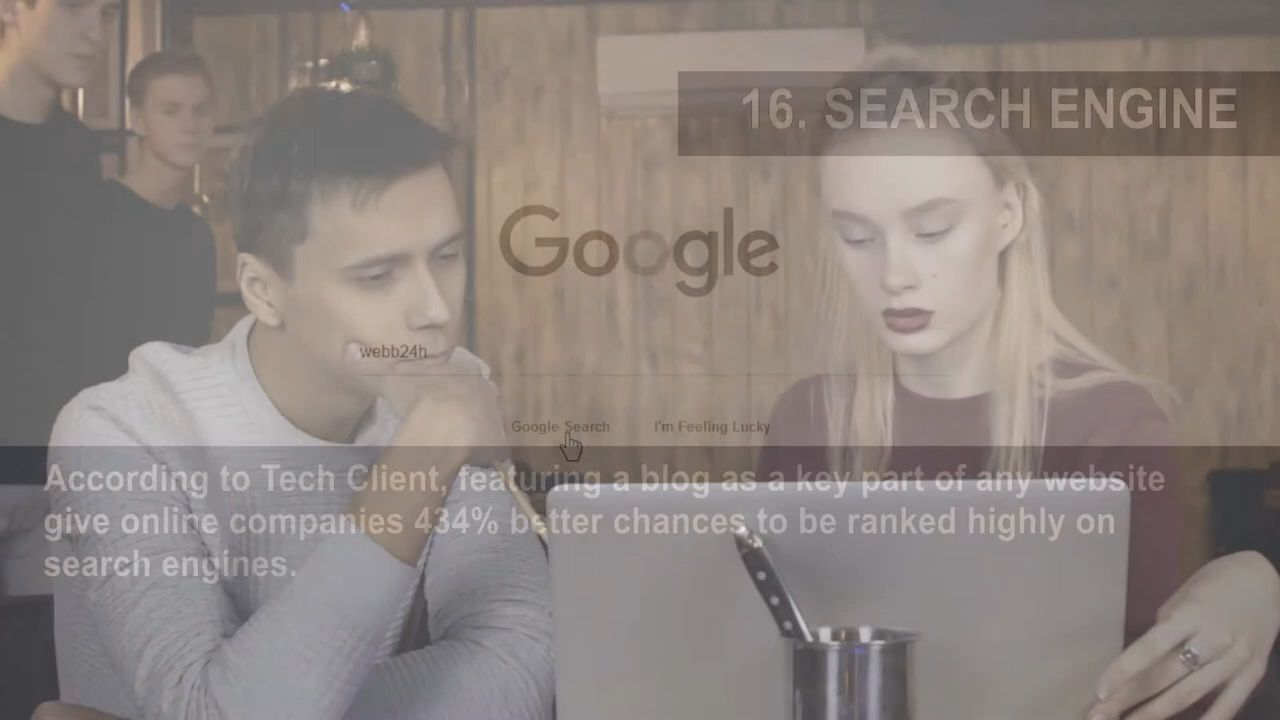 16. SEARCH ENGINE
Google
webb24h
Google Search I'm Feeling Lucky
According to Tech Client, featuring a blog as a key part of any website
give online companies 434% better chances to be ranked highly on
search engines.